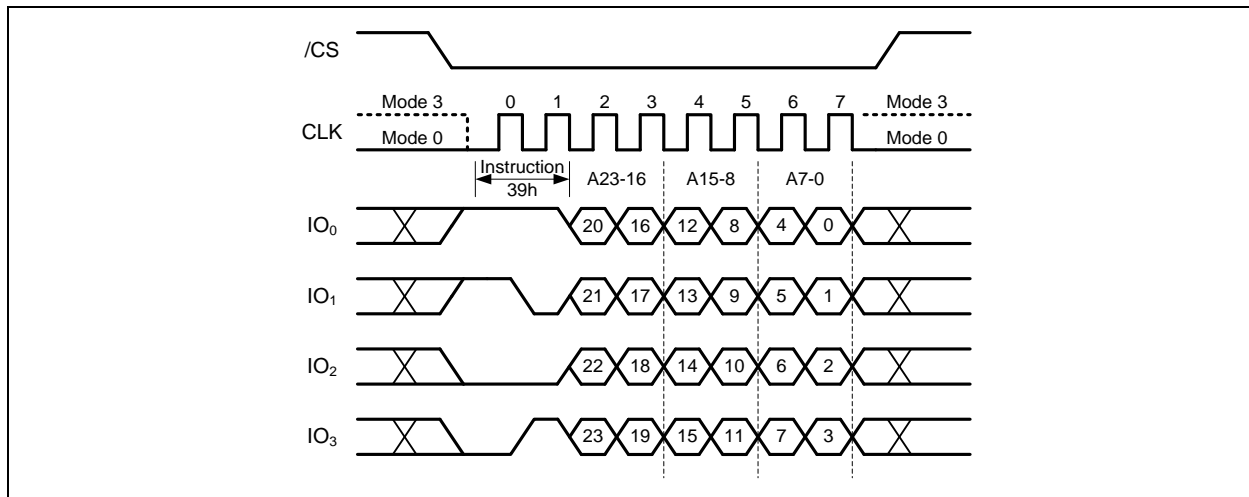 /CS
Mode 3 0 1 2 3 4 5 6 7 Mode 3
CLK
Mode 0 Mode 0
Instruction
39h
A23-16 A15-8 A7-0
IO₀ 20 16 12 8 4 0
IO₁ 21 17 13 9 5 1
IO₂ 22 18 14 10 6 2
IO₃ 23 19 15 11 7 3